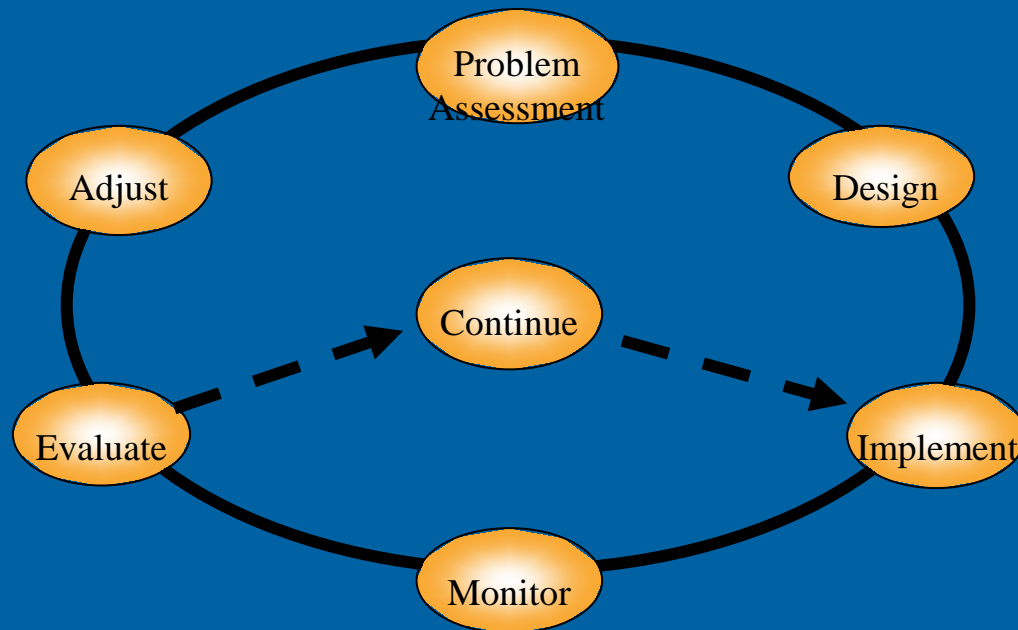 Problem
Assessment
Adjust
Design
Continue
Evaluate
Implement
Monitor